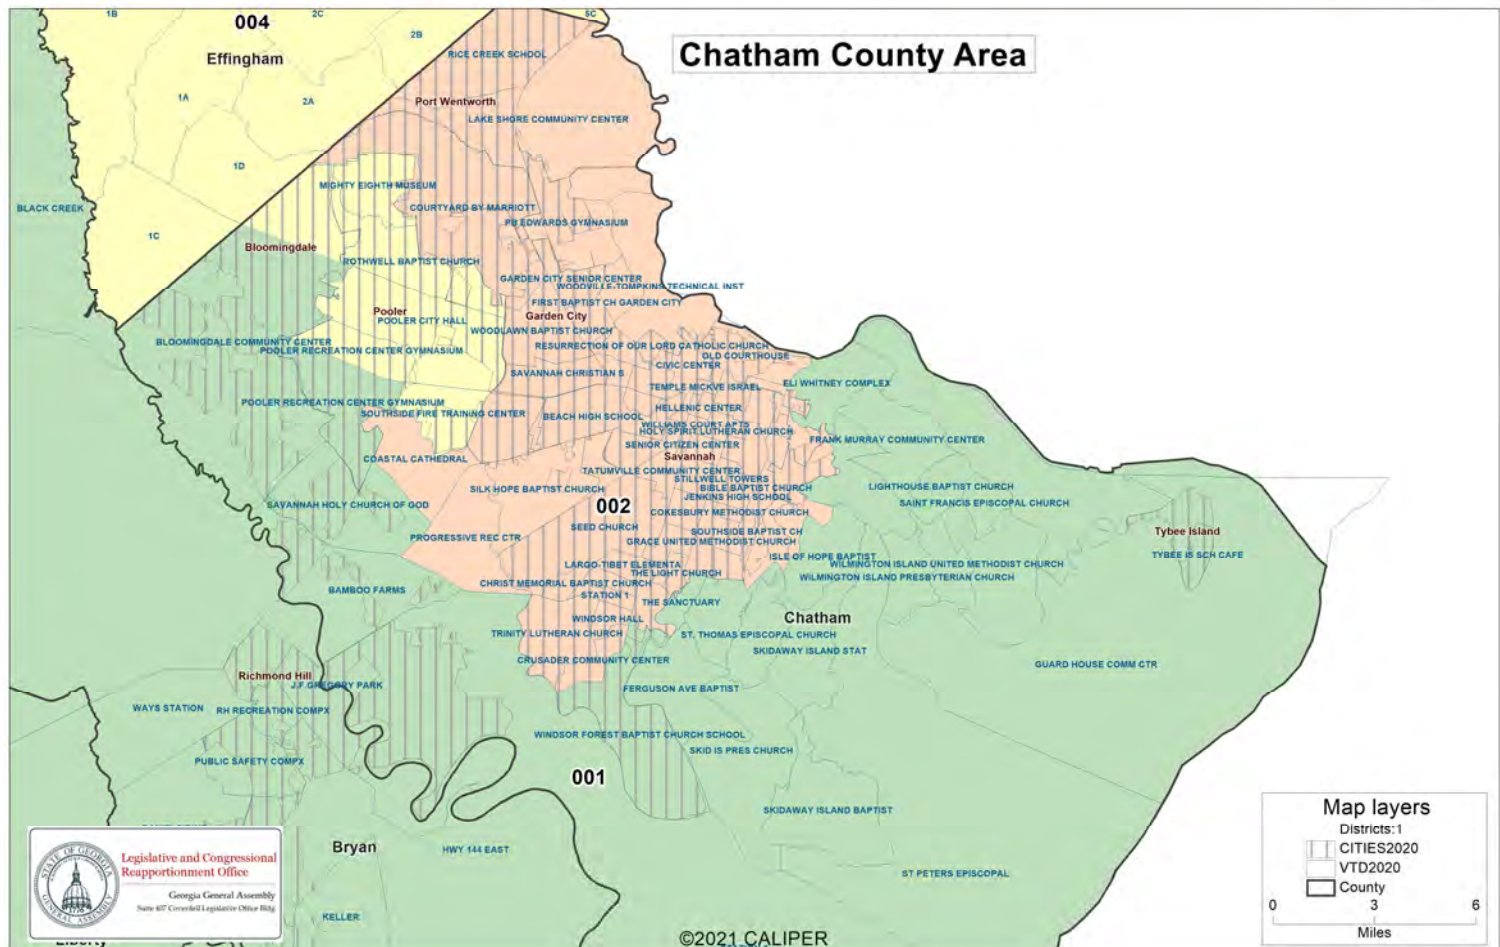 1B
2C
5C
004
2B
Effingham
RICE CREEK SCHOOL
Chatham County Area
1A
2A
Port Wentworth
LAKE SHORE COMMUNITY CENTER
1D
MIGHTY EIGHTH MUSEUM
BLACK CREEK
COURTYARD BY MARRIOTT
PB EDWARDS GYMNASIUM
1C
Bloomingdale
ROTHWELL BAPTIST CHURCH
GARDEN CITY SENIOR CENTER
WOODVILLE-TOMPKINS TECHNICAL INST
FIRST BAPTIST CH GARDEN CITY
Pooler
Garden City
POOLER CITY HALL
WOODLAWN BAPTIST CHURCH
BLOOMINGDALE COMMUNITY CENTER
RESURRECTION OF OUR LORD CATHOLIC CHURCH
POOLER RECREATION CENTER GYMNASIUM
OLD COURTHOUSE
CIVIC CENTER
SAVANNAH CHRISTIAN S
ELI WHITNEY COMPLEX
TEMPLE MICKVE ISRAEL
POOLER RECREATION CENTER GYMNASIUM
HELLENIC CENTER
SOUTHSIDE FIRE TRAINING CENTER
BEACH HIGH SCHOOL
WILLIAMS COURT APTS
HOLY SPIRIT LUTHERAN CHURCH
FRANK MURRAY COMMUNITY CENTER
SENIOR CITIZEN CENTER
COASTAL CATHEDRAL
Savannah
TATUMVILLE COMMUNITY CENTER
STILLWELL TOWERS
SILK HOPE BAPTIST CHURCH
BIBLE BAPTIST CHURCH
LIGHTHOUSE BAPTIST CHURCH
JENKINS HIGH SCHOOL
SAINT FRANCIS EPISCOPAL CHURCH
SAVANNAH HOLY CHURCH OF GOD
002
COKESBURY METHODIST CHURCH
SEED CHURCH
SOUTHSIDE BAPTIST CH
Tybee Island
PROGRESSIVE REC CTR
GRACE UNITED METHODIST CHURCH
ISLE OF HOPE BAPTIST
TYBEE IS SCH CAFE
LARGO-TIBET ELEMENTA
WILMINGTON ISLAND UNITED METHODIST CHURCH
THE LIGHT CHURCH
WILMINGTON ISLAND PRESBYTERIAN CHURCH
CHRIST MEMORIAL BAPTIST CHURCH
BAMBOO FARMS
STATION 1
THE SANCTUARY
WINDSOR HALL
Chatham
TRINITY LUTHERAN CHURCH
ST. THOMAS EPISCOPAL CHURCH
SKIDAWAY ISLAND STAT
CRUSADER COMMUNITY CENTER
GUARD HOUSE COMM CTR
Richmond Hill
J.F.GREGORY PARK
FERGUSON AVE BAPTIST
WAYS STATION
RH RECREATION COMPX
WINDSOR FOREST BAPTIST CHURCH SCHOOL
SKID IS PRES CHURCH
PUBLIC SAFETY COMPX
001
SKIDAWAY ISLAND BAPTIST
Bryan
HWY 144 EAST
ST PETERS EPISCOPAL
KELLER
Liberty
©2021 CALIPER
Map layers
Districts:1
CITIES2020
VTD2020
County
0 3 6
Miles
STATE OF GEORGIA
GENERAL ASSEMBLY
1776
Legislative and Congressional
Reapportionment Office
Georgia General Assembly
Suite 407 Coverdell Legislative Office Bldg